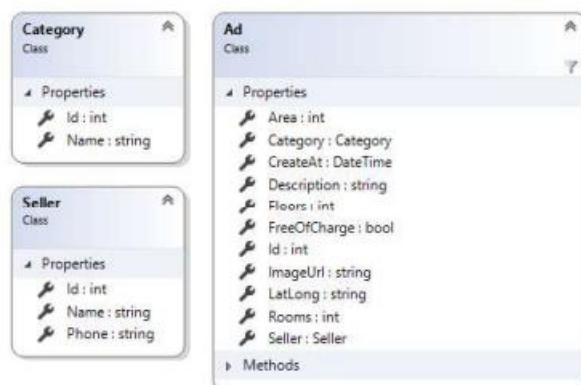 Category
Class
Properties
Id : int
Name : string
Seller
Class
Properties
Id : int
Name : string
Phone : string
Ad
Class
Properties
Area : int
Category : Category
CreateAt : DateTime
Description : string
Floors : int
FreeOfCharge : bool
Id : int
ImageUrl : string
LatLong : string
Rooms : int
Seller : Seller
Methods